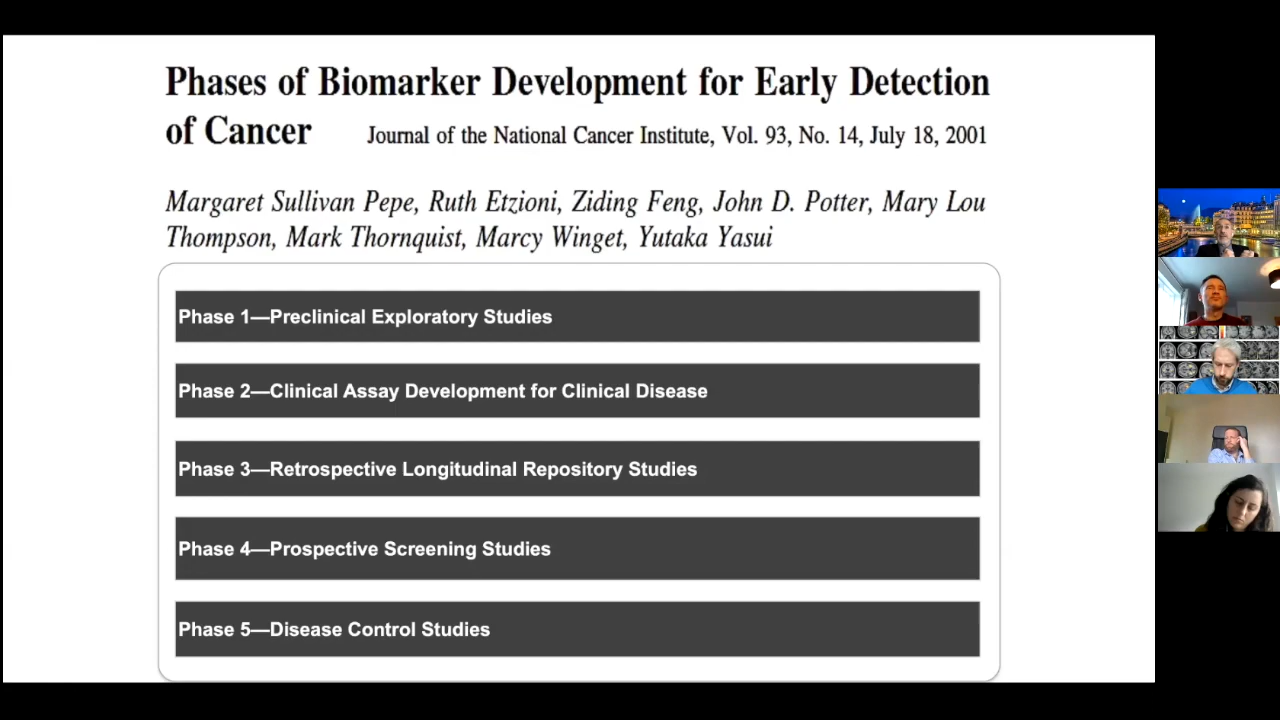 Phases of Biomarker Development for Early Detection
of Cancer Journal of the National Cancer Institute, Vol. 93, No. 14, July 18, 2001
Margaret Sullivan Pepe, Ruth Etzioni, Ziding Feng, John D. Potter, Mary Lou
Thompson, Mark Thornquist, Marcy Winget, Yutaka Yasui
Phase 1—Preclinical Exploratory Studies
Phase 2—Clinical Assay Development for Clinical Disease
Phase 3—Retrospective Longitudinal Repository Studies
Phase 4—Prospective Screening Studies
Phase 5—Disease Control Studies